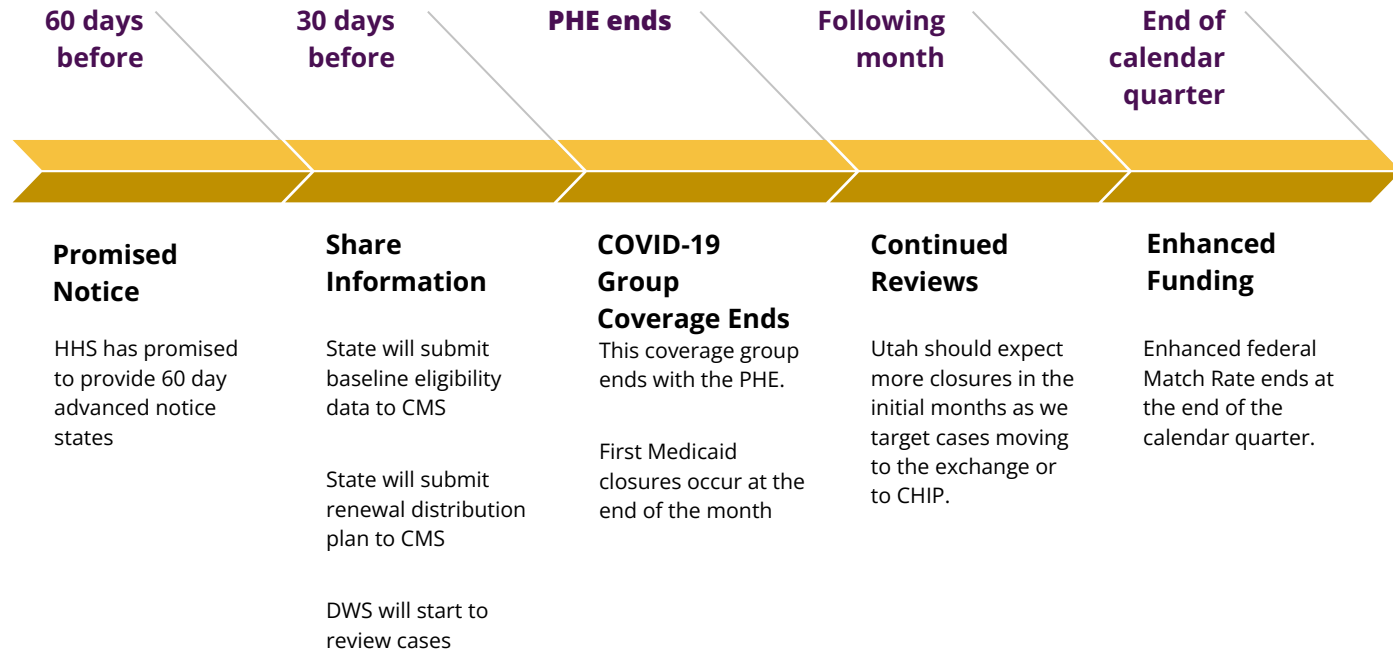 60 days
before
30 days
before
PHE ends
Following
month
End of
calendar
quarter
Promised
Notice
HHS has promised
to provide 60 day
advanced notice
states
Share
Information
State will submit
baseline eligibility
data to CMS
State will submit
renewal distribution
plan to CMS
DWS will start to
review cases
COVID-19
Group
Coverage Ends
This coverage group
ends with the PHE.
First Medicaid
closures occur at the
end of the month
Continued
Reviews
Utah should expect
more closures in the
initial months as we
target cases moving
to the exchange or
to CHIP.
Enhanced
Funding
Enhanced federal
Match Rate ends at
the end of the
calendar quarter.